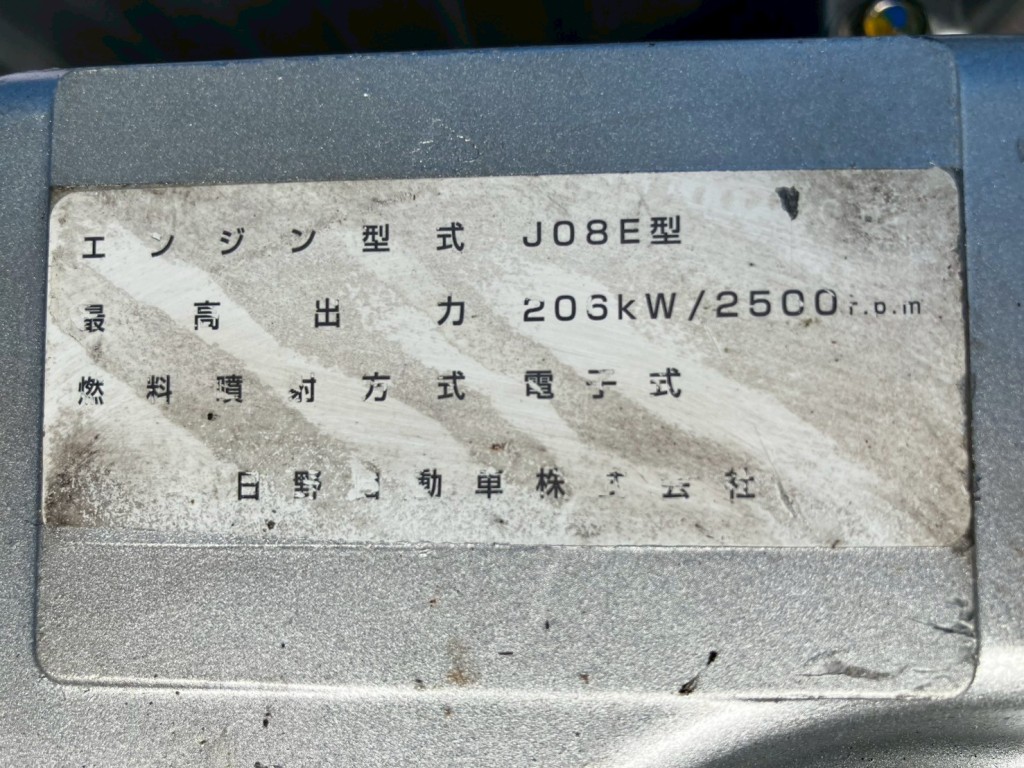 エンジン型式 J08E型
最高出力 206kW/2500r.p.m
燃料噴射方式 電子式
日野自動車株式会社